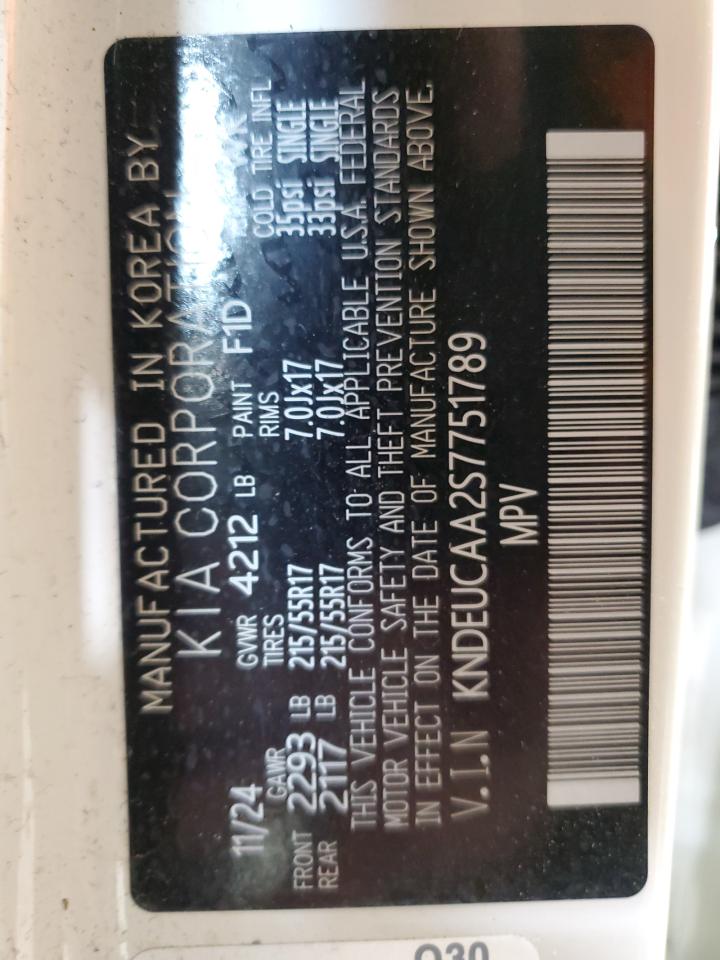 MANUFACTURED IN KOREA BY
KIA CORPORATION
11/24 GVWR 4212 LB PAINT F1D
GAWR TIRES RIMS COLD TIRE INFL
FRONT 2293 LB 215/55R17 7.0Jx17 35psi SINGLE
REAR 2117 LB 215/55R17 7.0Jx17 33psi SINGLE
THIS VEHICLE CONFORMS TO ALL APPLICABLE U.S.A. FEDERAL
MOTOR VEHICLE SAFETY AND THEFT PREVENTION STANDARDS
IN EFFECT ON THE DATE OF MANUFACTURE SHOWN ABOVE.
V.I.N KNDEUCAA2S7751789
MPV